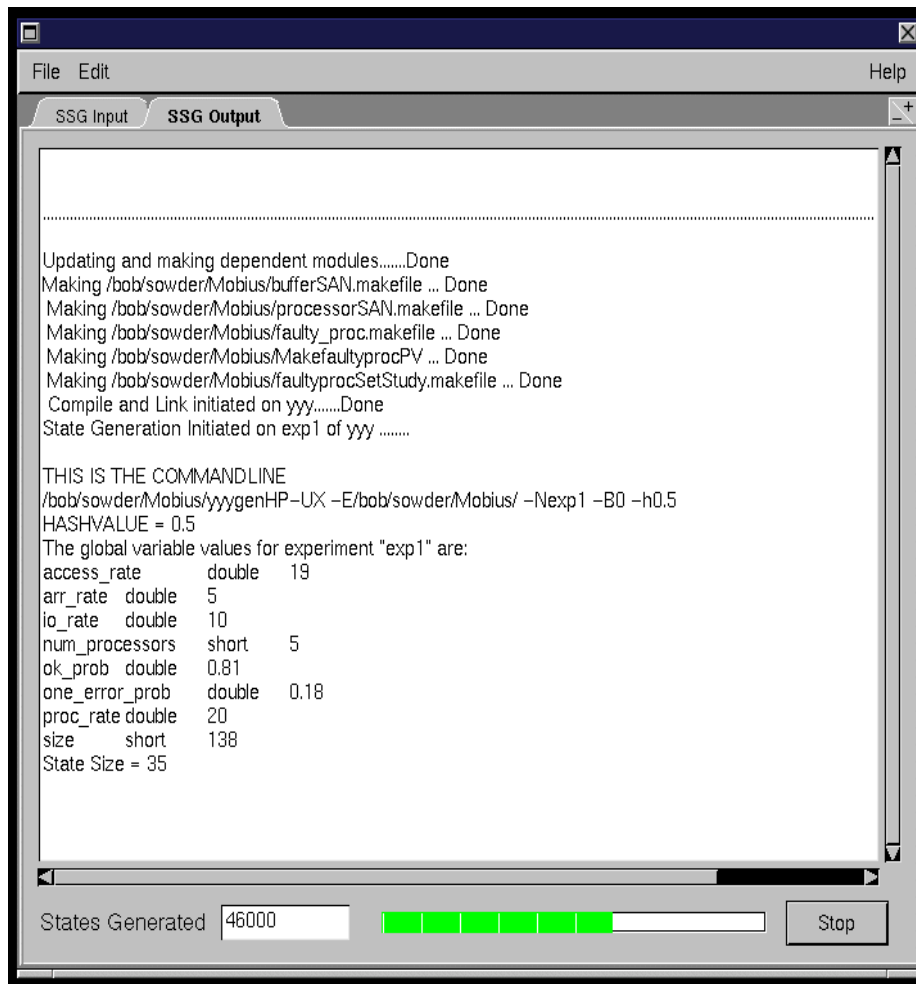 File Edit Help
SSG Input SSG Output
Updating and making dependent modules.......Done
Making /bob/sowder/Mobius/bufferSAN.makefile ... Done
Making /bob/sowder/Mobius/processorSAN.makefile ... Done
Making /bob/sowder/Mobius/faulty_proc.makefile ... Done
Making /bob/sowder/Mobius/MakefaultyprocPV ... Done
Making /bob/sowder/Mobius/faultyprocSetStudy.makefile ... Done
Compile and Link initiated on yyy.......Done
State Generation Initiated on exp1 of yyy ........
THIS IS THE COMMANDLINE
/bob/sowder/Mobius/yyygenHP-UX -E/bob/sowder/Mobius/ -Nexp1 -B0 -h0.5
HASHVALUE = 0.5
The global variable values for experiment "exp1" are:
access_rate double 19
arr_rate double 5
io_rate double 10
num_processors short 5
ok_prob double 0.81
one_error_prob double 0.18
proc_rate double 20
size short 138
State Size = 35
States Generated 46000 Stop